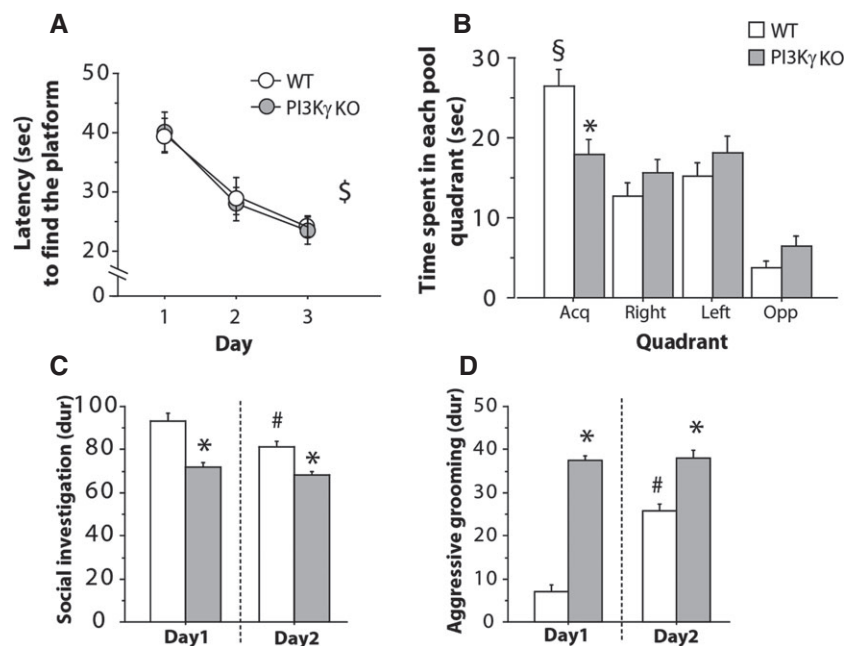 A
Latency (sec)
to find the platform
50
40
30
20
0
WT
PI3Kγ KO
$
1 2 3
Day
B
Time spent in each pool
quadrant (sec)
30
20
10
0
WT
PI3Kγ KO
§
*
Acq Right Left Opp
Quadrant
C
Social investigation (dur)
100
80
60
40
20
0
*
#
*
Day1 Day2
D
Aggressive grooming (dur)
50
40
30
20
10
0
*
#
*
Day1 Day2